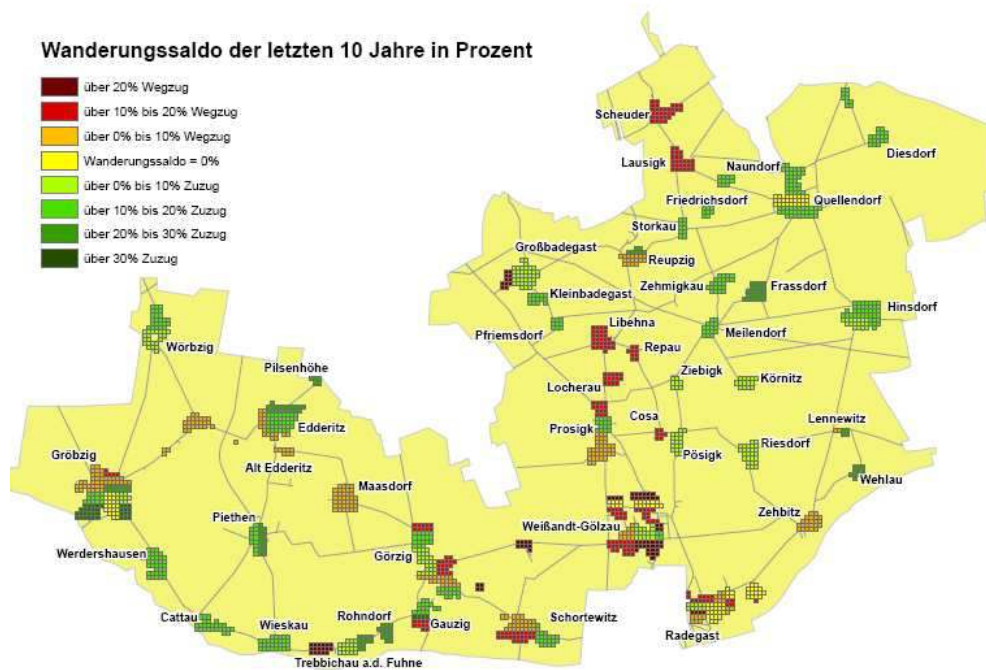 Wanderungssaldo der letzten 10 Jahre in Prozent
über 20% Wegzug
über 10% bis 20% Wegzug
über 0% bis 10% Wegzug
Wanderungssaldo = 0%
über 0% bis 10% Zuzug
über 10% bis 20% Zuzug
über 20% bis 30% Zuzug
über 30% Zuzug
Scheuder
Diesdorf
Lausigk
Naundorf
Friedrichsdorf
Quellendorf
Storkau
Großbadegast
Reupzig
Zehmigkau
Frassdorf
Kleinbadegast
Hinsdorf
Libehna
Pfriemsdorf
Meilendorf
Wörbzig
Repau
Pilsenhöhe
Ziebigk
Körnitz
Locherau
Cosa
Lennewitz
Edderitz
Prosigk
Pösigk
Riesdorf
Gröbzig
Alt Edderitz
Wehlau
Maasdorf
Zehbitz
Piethen
Weißandt-Gölzau
Werdershausen
Görzig
Cattau
Wieskau
Rohndorf
Gauzig
Schortewitz
Radegast
Trebbichau a.d. Fuhne